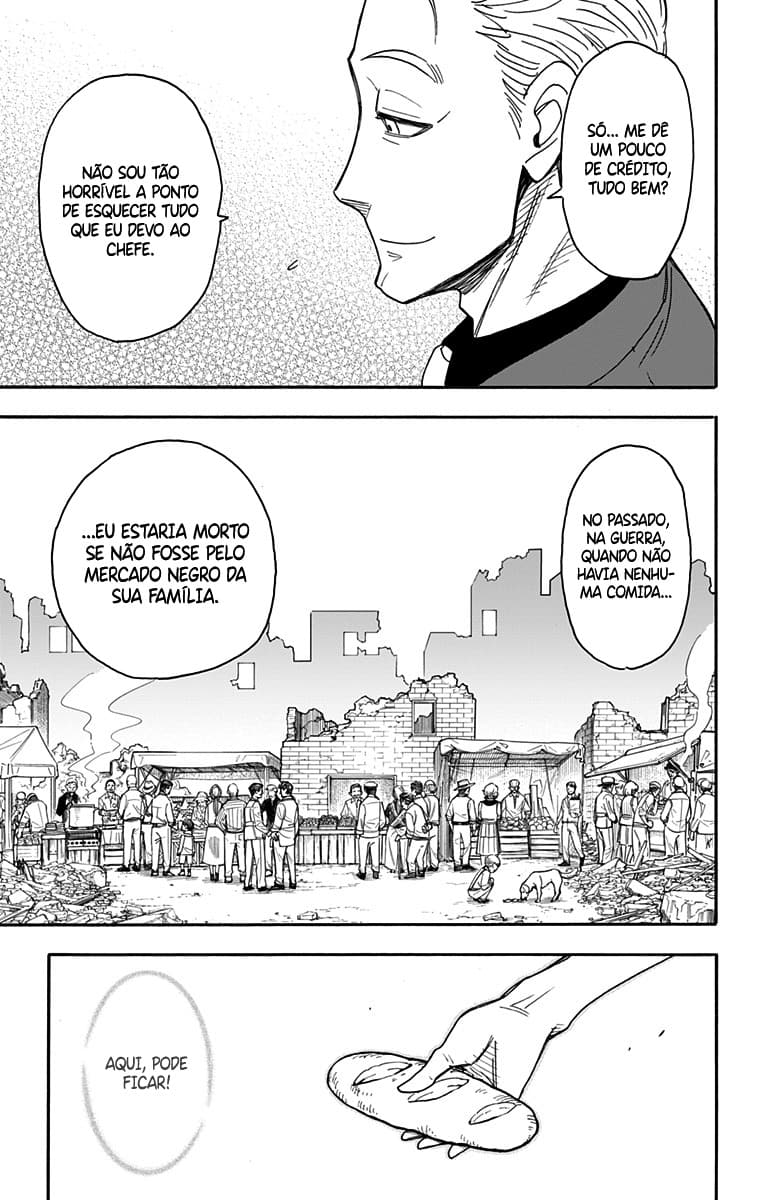 SÓ... ME DÊ
UM POUCO
DE CRÉDITO,
TUDO BEM?
NÃO SOU TÃO
HORRÍVEL A PONTO
DE ESQUECER TUDO
QUE EU DEVO AO
CHEFE.
NO PASSADO,
NA GUERRA,
QUANDO NÃO
HAVIA NENHU-
MA COMIDA...
...EU ESTARIA MORTO
SE NÃO FOSSE PELO
MERCADO NEGRO DA
SUA FAMÍLIA.
AQUI, PODE
FICAR!